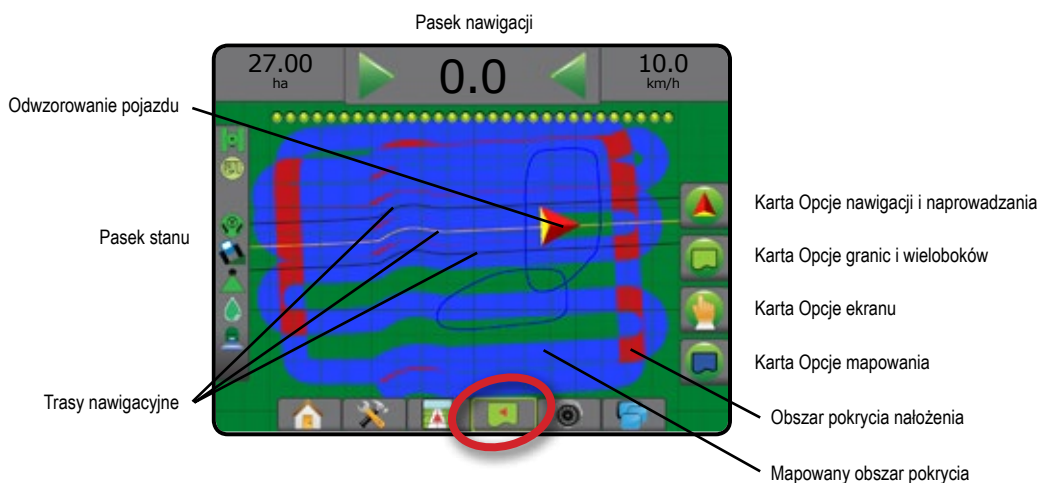 Pasek nawigacji
27.00
ha
0.0
10.0
km/h
Odwzorowanie pojazdu
Pasek stanu
Trasy nawigacyjne
Karta Opcje nawigacji i naprowadzania
Karta Opcje granic i wieloboków
Karta Opcje ekranu
Karta Opcje mapowania
Obszar pokrycia nałożenia
Mapowany obszar pokrycia